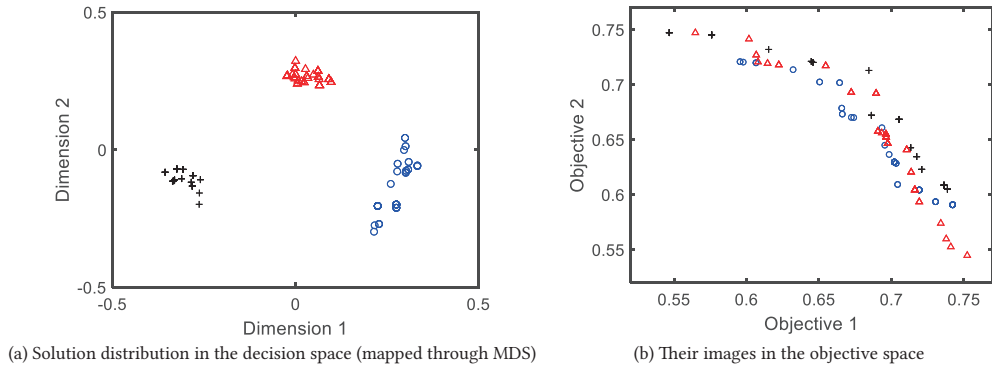 0.5
0
-0.5
-0.5
0
0.5
Dimension 2
Dimension 1
(a) Solution distribution in the decision space (mapped through MDS)
0.75
0.7
0.65
0.6
0.55
0.55
0.6
0.65
0.7
0.75
Objective 2
Objective 1
(b) Their images in the objective space